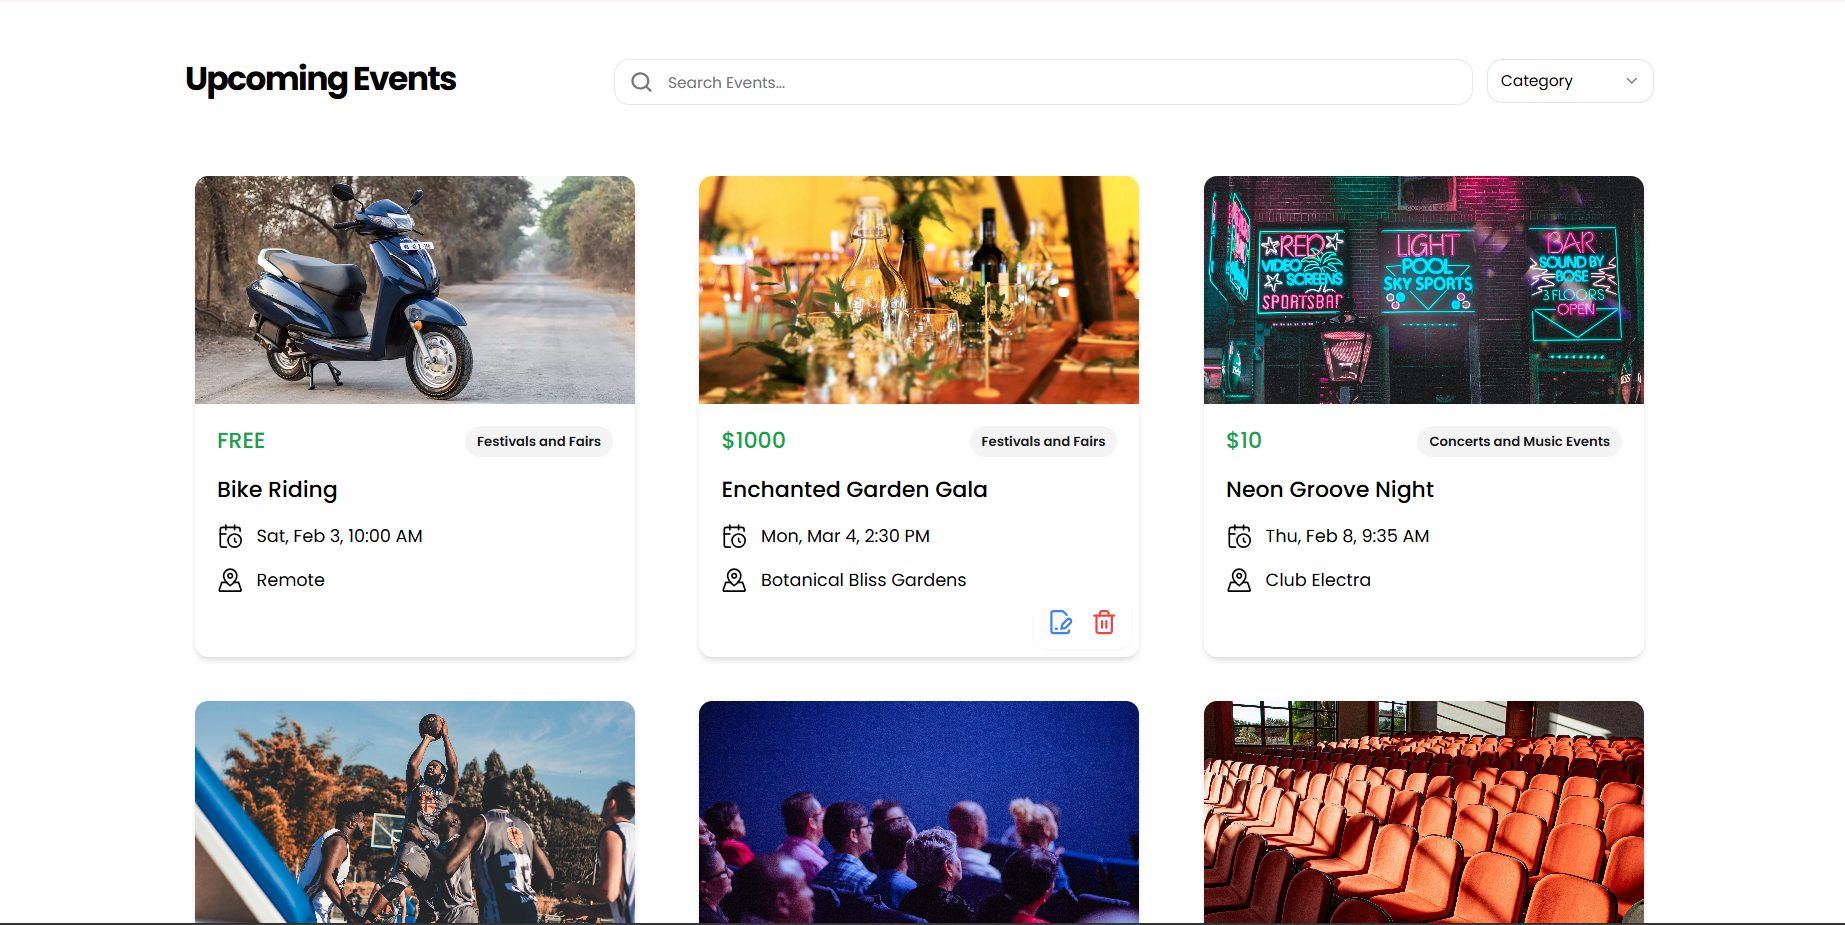 Upcoming Events
Search Events...
Category
RED
VIDEO
SCREENS
SPORTSBAR
LIGHT
POOL
SKY SPORTS
BAR
SOUND BY
BOSE
3 FLOORS
OPEN
FREE
Festivals and Fairs
Bike Riding
Sat, Feb 3, 10:00 AM
Remote
$1000
Festivals and Fairs
Enchanted Garden Gala
Mon, Mar 4, 2:30 PM
Botanical Bliss Gardens
$10
Concerts and Music Events
Neon Groove Night
Thu, Feb 8, 9:35 AM
Club Electra